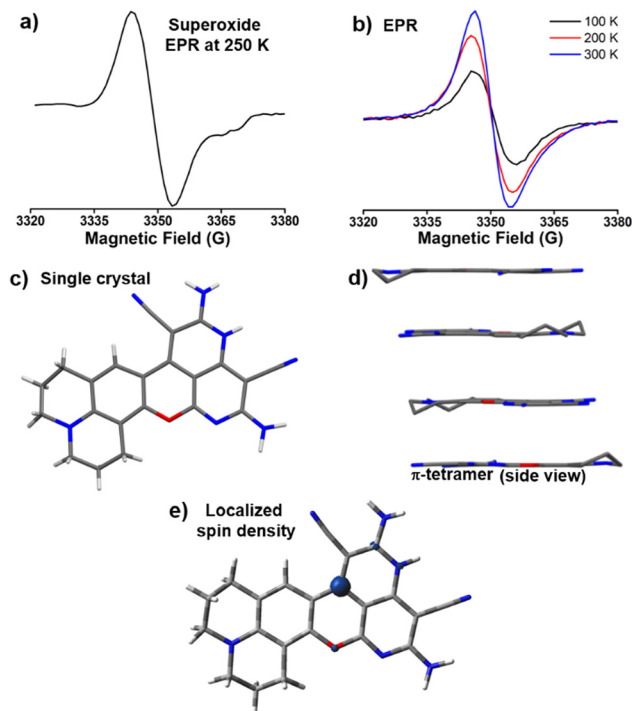 a) Superoxide
EPR at 250 K
3320 3335 3350 3365 3380
Magnetic Field (G)
b) EPR
100 K
200 K
300 K
3320 3335 3350 3365 3380
Magnetic Field (G)
c) Single crystal
d)
π-tetramer (side view)
e) Localized
spin density